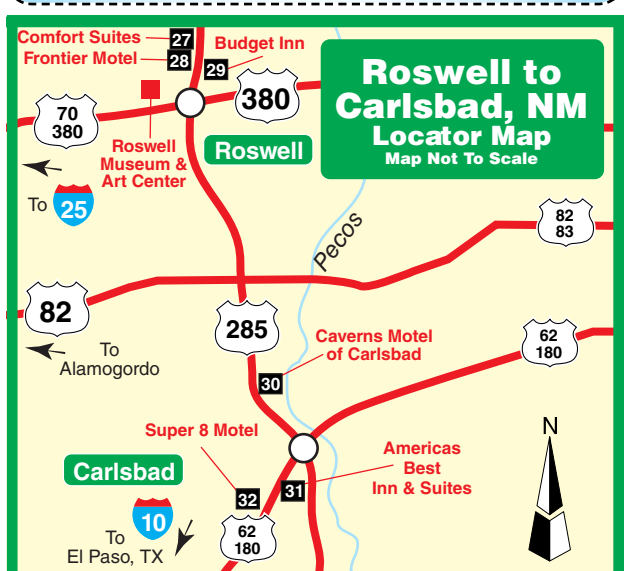 Comfort Suites
27
Frontier Motel
28
29
Budget Inn
Roswell to
Carlsbad, NM
Locator Map
Map Not To Scale
70
380
380
Roswell
Museum &
Art Center
Roswell
To
25
Pecos
82
83
82
To
Alamogordo
285
62
180
Caverns Motel
of Carlsbad
30
Super 8 Motel
Americas
Best
Inn & Suites
N
Carlsbad
32
31
10
To
El Paso, TX
62
180